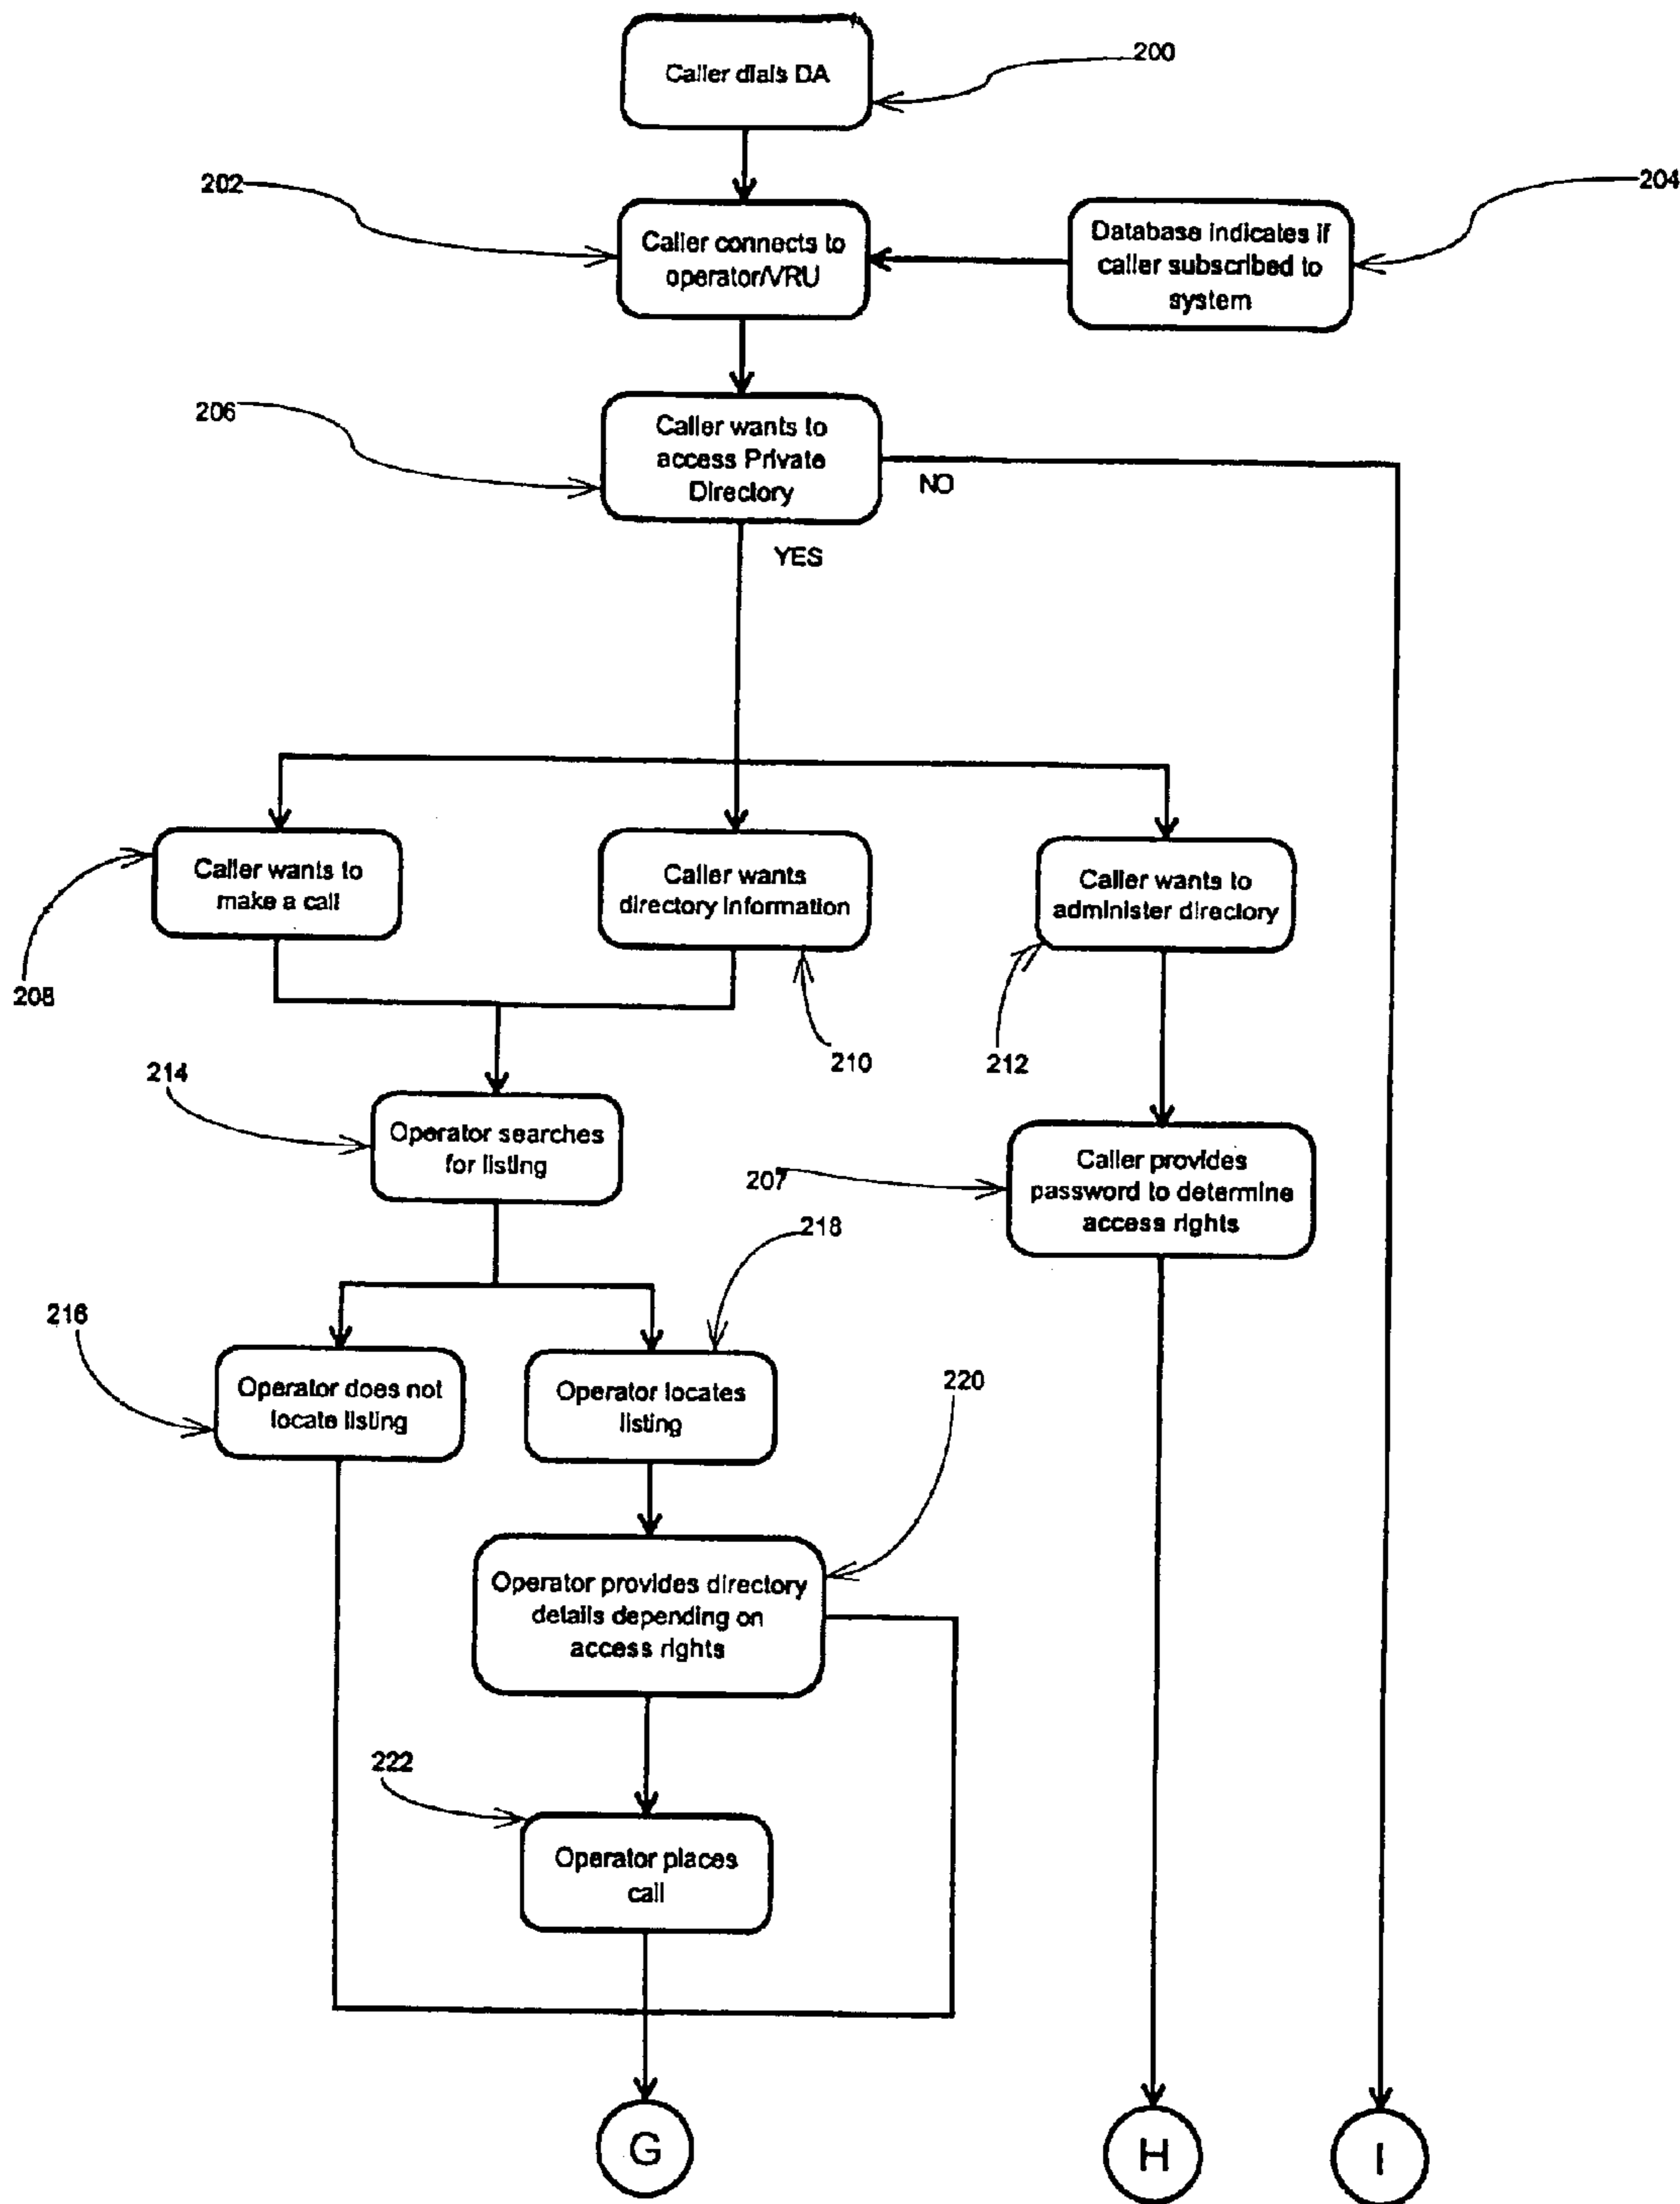 Caller dials DA
200
202
204
Caller connects to
operator/VRU
Database indicates if
caller subscribed to
system
206
Caller wants to
access Private
Directory
NO
YES
Caller wants to
make a call
Caller wants
directory information
Caller wants to
administer directory
208
210
212
214
Operator searches
for listing
207
Caller provides
password to determine
access rights
218
216
Operator does not
locate listing
Operator locates
listing
220
Operator provides directory
details depending on
access rights
222
Operator places
call
G
H
I